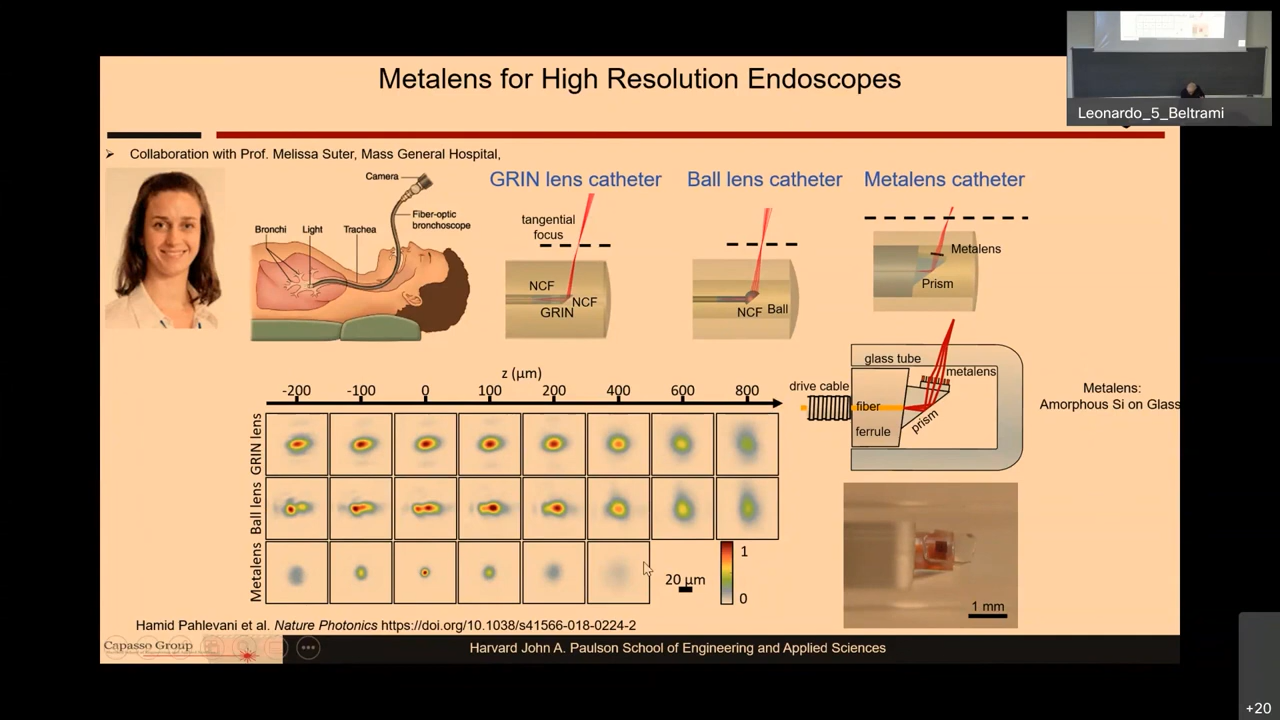 Metalens for High Resolution Endoscopes
Leonardo_5_Beltrami
Collaboration with Prof. Melissa Suter, Mass General Hospital,
Camera
Fiber-optic
bronchoscope
Bronchi Light Trachea
GRIN lens catheter
tangential
focus
NCF
NCF
GRIN
Ball lens catheter
NCF Ball
Metalens catheter
Metalens
Prism
glass tube
metalens
drive cable
fiber
prism
ferrule
Metalens:
Amorphous Si on Glass
z (µm)
-200 -100 0 100 200 400 600 800
GRIN lens
Ball lens
Metalens
1
0
20 µm
1 mm
Hamid Pahlevani et al. Nature Photonics https://doi.org/10.1038/s41566-018-0224-2
Capasso Group
Harvard John A. Paulson School of Engineering and Applied Sciences
+20